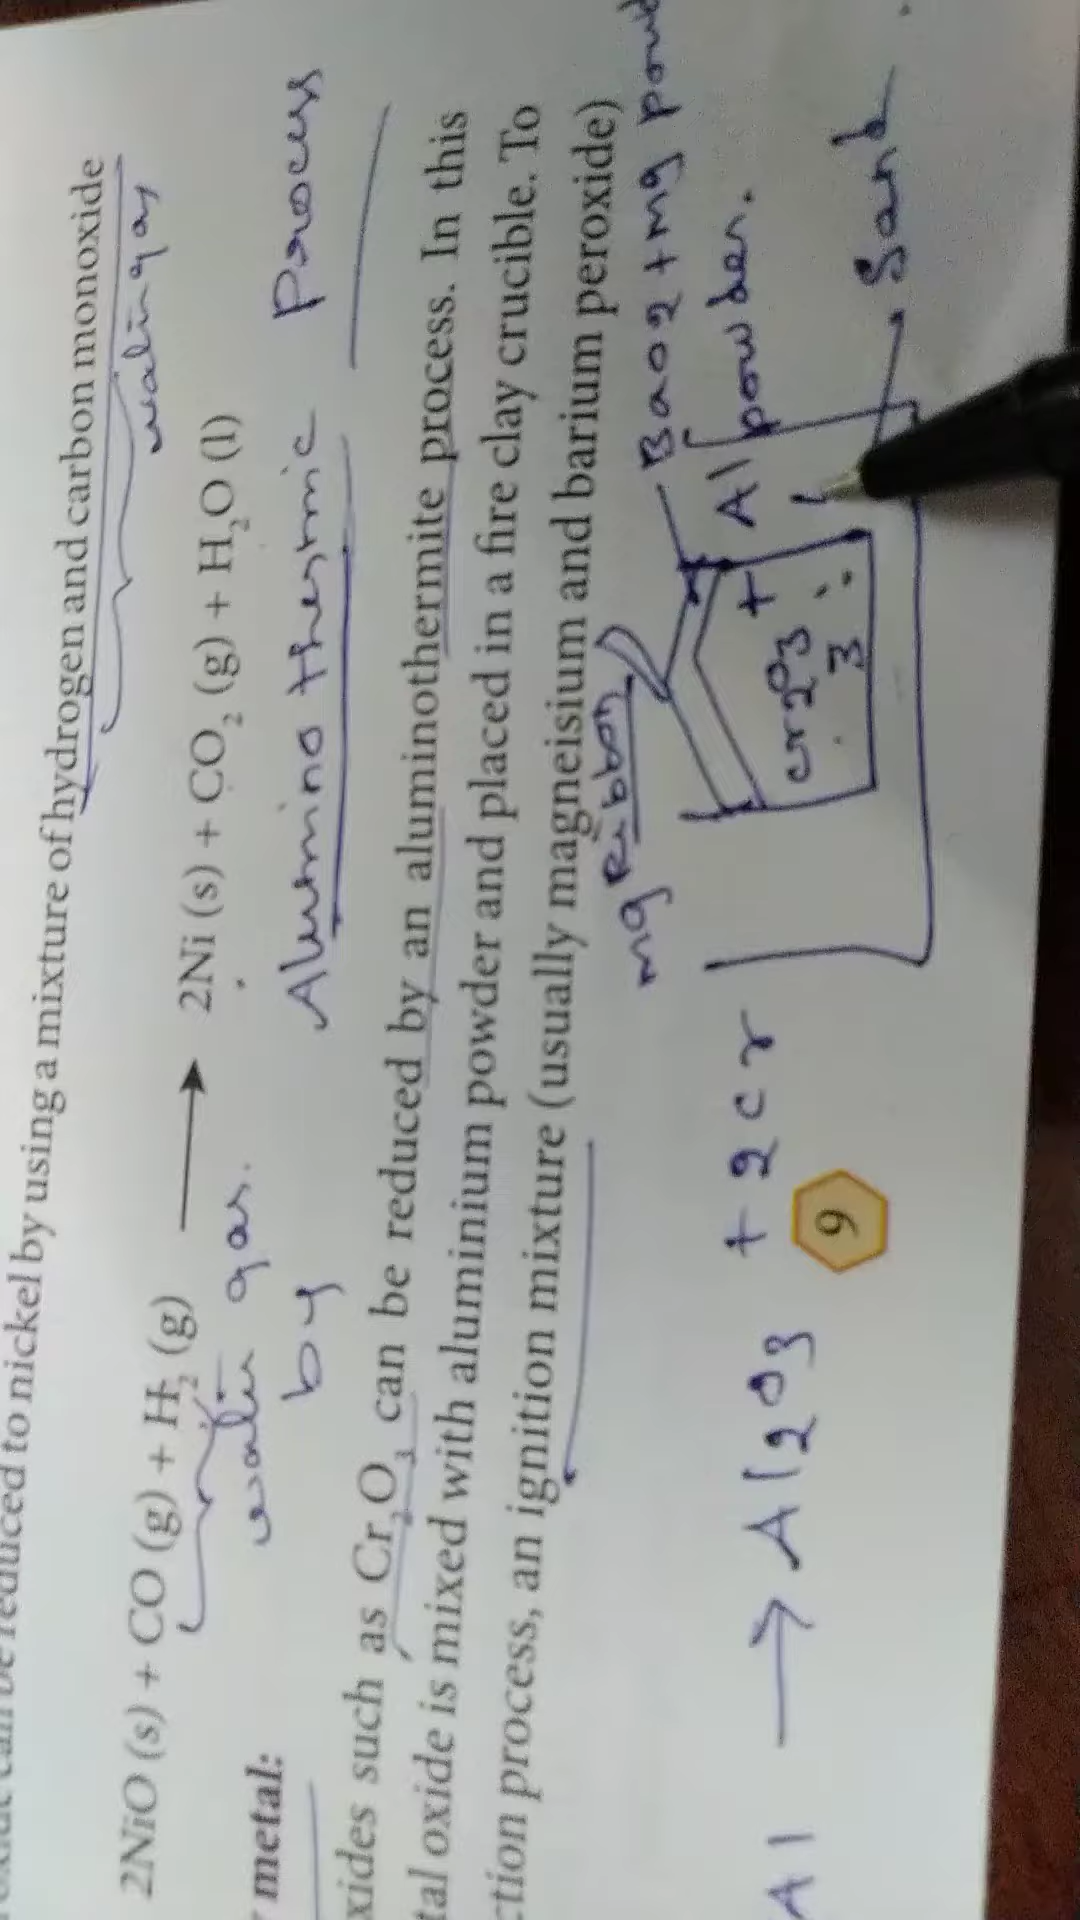 oxide can be reduced to nickel by using a mixture of hydrogen and carbon monoxide
2NiO (s) + CO (g) + H2 (g) → 2Ni (s) + CO2 (g) + H2O (l)
water gas.
metal: by Alumino thermic Process
xides such as Cr2O3 can be reduced by an aluminothermite process. In this
tal oxide is mixed with aluminium powder and placed in a fire clay crucible. To
ction process, an ignition mixture (usually magneisium and barium peroxide)
mg Ribbon
BaO2 + mg powd
Al → Al2O3 + 2Cr
cr2O3 + Al powder.
3 :
Sand
9